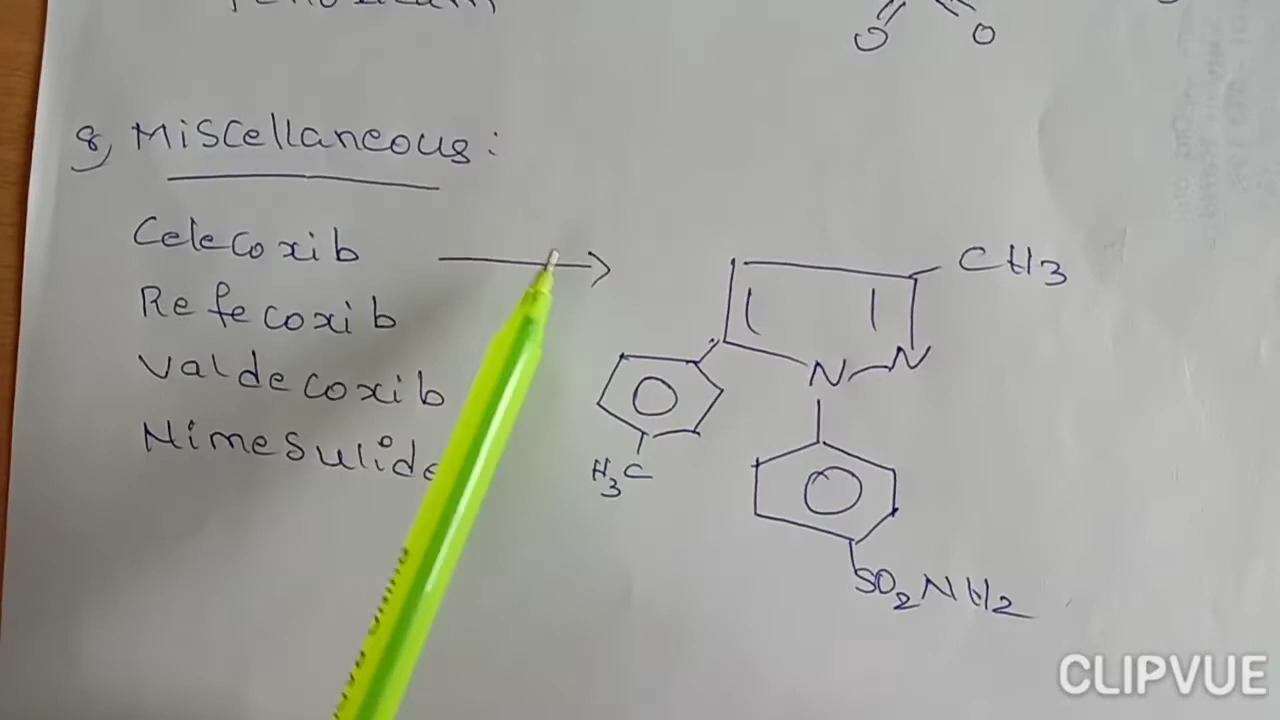 O O
8, Miscellaneous:
Celecoxib
Refecoxib
Valdecoxib
Nimesulide
CH3
N N
H3C
SO2NH2
CLIPVUE